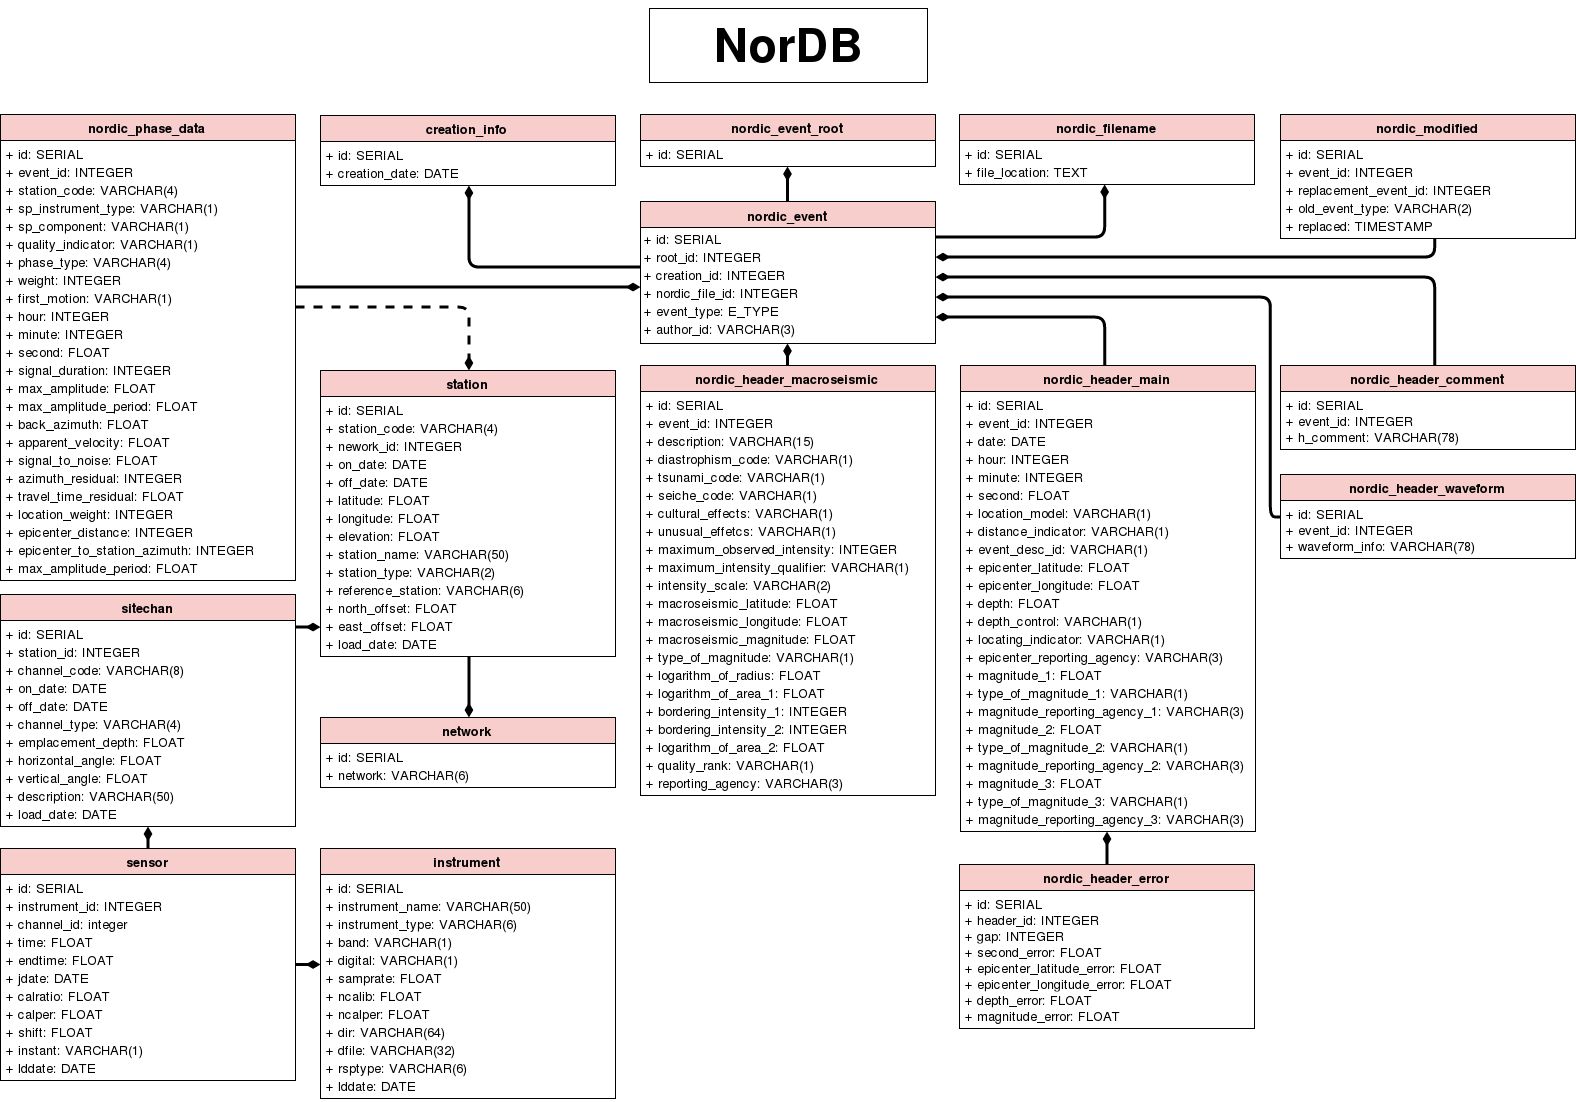 NorDB
nordic_phase_data
+ id: SERIAL
+ event_id: INTEGER
+ station_code: VARCHAR(4)
+ sp_instrument_type: VARCHAR(1)
+ sp_component: VARCHAR(1)
+ quality_indicator: VARCHAR(1)
+ phase_type: VARCHAR(4)
+ weight: INTEGER
+ first_motion: VARCHAR(1)
+ hour: INTEGER
+ minute: INTEGER
+ second: FLOAT
+ signal_duration: INTEGER
+ max_amplitude: FLOAT
+ max_amplitude_period: FLOAT
+ back_azimuth: FLOAT
+ apparent_velocity: FLOAT
+ signal_to_noise: FLOAT
+ azimuth_residual: INTEGER
+ travel_time_residual: FLOAT
+ location_weight: INTEGER
+ epicenter_distance: INTEGER
+ epicenter_to_station_azimuth: INTEGER
+ max_amplitude_period: FLOAT
creation_info
+ id: SERIAL
+ creation_date: DATE
nordic_event_root
+ id: SERIAL
nordic_filename
+ id: SERIAL
+ file_location: TEXT
nordic_modified
+ id: SERIAL
+ event_id: INTEGER
+ replacement_event_id: INTEGER
+ old_event_type: VARCHAR(2)
+ replaced: TIMESTAMP
nordic_event
+ id: SERIAL
+ root_id: INTEGER
+ creation_id: INTEGER
+ nordic_file_id: INTEGER
+ event_type: E_TYPE
+ author_id: VARCHAR(3)
station
+ id: SERIAL
+ station_code: VARCHAR(4)
+ nework_id: INTEGER
+ on_date: DATE
+ off_date: DATE
+ latitude: FLOAT
+ longitude: FLOAT
+ elevation: FLOAT
+ station_name: VARCHAR(50)
+ station_type: VARCHAR(2)
+ reference_station: VARCHAR(6)
+ north_offset: FLOAT
+ east_offset: FLOAT
+ load_date: DATE
nordic_header_macroseismic
+ id: SERIAL
+ event_id: INTEGER
+ description: VARCHAR(15)
+ diastrophism_code: VARCHAR(1)
+ tsunami_code: VARCHAR(1)
+ seiche_code: VARCHAR(1)
+ cultural_effects: VARCHAR(1)
+ unusual_effetcs: VARCHAR(1)
+ maximum_observed_intensity: INTEGER
+ maximum_intensity_qualifier: VARCHAR(1)
+ intensity_scale: VARCHAR(2)
+ macroseismic_latitude: FLOAT
+ macroseismic_longitude: FLOAT
+ macroseismic_magnitude: FLOAT
+ type_of_magnitude: VARCHAR(1)
+ logarithm_of_radius: FLOAT
+ logarithm_of_area_1: FLOAT
+ bordering_intensity_1: INTEGER
+ bordering_intensity_2: INTEGER
+ logarithm_of_area_2: FLOAT
+ quality_rank: VARCHAR(1)
+ reporting_agency: VARCHAR(3)
nordic_header_main
+ id: SERIAL
+ event_id: INTEGER
+ date: DATE
+ hour: INTEGER
+ minute: INTEGER
+ second: FLOAT
+ location_model: VARCHAR(1)
+ distance_indicator: VARCHAR(1)
+ event_desc_id: VARCHAR(1)
+ epicenter_latitude: FLOAT
+ epicenter_longitude: FLOAT
+ depth: FLOAT
+ depth_control: VARCHAR(1)
+ locating_indicator: VARCHAR(1)
+ epicenter_reporting_agency: VARCHAR(3)
+ magnitude_1: FLOAT
+ type_of_magnitude_1: VARCHAR(1)
+ magnitude_reporting_agency_1: VARCHAR(3)
+ magnitude_2: FLOAT
+ type_of_magnitude_2: VARCHAR(1)
+ magnitude_reporting_agency_2: VARCHAR(3)
+ magnitude_3: FLOAT
+ type_of_magnitude_3: VARCHAR(1)
+ magnitude_reporting_agency_3: VARCHAR(3)
nordic_header_comment
+ id: SERIAL
+ event_id: INTEGER
+ h_comment: VARCHAR(78)
nordic_header_waveform
+ id: SERIAL
+ event_id: INTEGER
+ waveform_info: VARCHAR(78)
sitechan
+ id: SERIAL
+ station_id: INTEGER
+ channel_code: VARCHAR(8)
+ on_date: DATE
+ off_date: DATE
+ channel_type: VARCHAR(4)
+ emplacement_depth: FLOAT
+ horizontal_angle: FLOAT
+ vertical_angle: FLOAT
+ description: VARCHAR(50)
+ load_date: DATE
network
+ id: SERIAL
+ network: VARCHAR(6)
sensor
+ id: SERIAL
+ instrument_id: INTEGER
+ channel_id: integer
+ time: FLOAT
+ endtime: FLOAT
+ jdate: DATE
+ calratio: FLOAT
+ calper: FLOAT
+ shift: FLOAT
+ instant: VARCHAR(1)
+ lddate: DATE
instrument
+ id: SERIAL
+ instrument_name: VARCHAR(50)
+ instrument_type: VARCHAR(6)
+ band: VARCHAR(1)
+ digital: VARCHAR(1)
+ samprate: FLOAT
+ ncalib: FLOAT
+ ncalper: FLOAT
+ dir: VARCHAR(64)
+ dfile: VARCHAR(32)
+ rsptype: VARCHAR(6)
+ lddate: DATE
nordic_header_error
+ id: SERIAL
+ header_id: INTEGER
+ gap: INTEGER
+ second_error: FLOAT
+ epicenter_latitude_error: FLOAT
+ epicenter_longitude_error: FLOAT
+ depth_error: FLOAT
+ magnitude_error: FLOAT